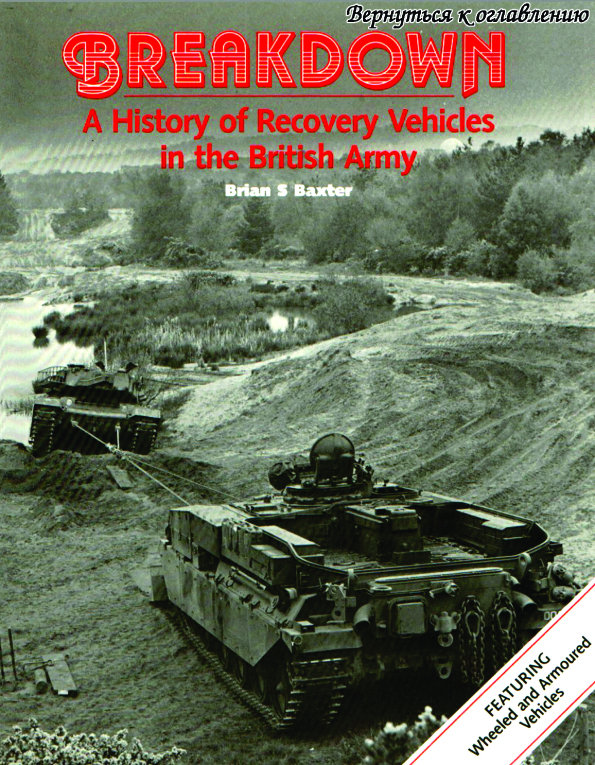 Вернуться к оглавлению
BREAKDOWN
A History of Recovery Vehicles
in the British Army
Brian S Baxter
FEATURING
Wheeled and Armoured
Vehicles